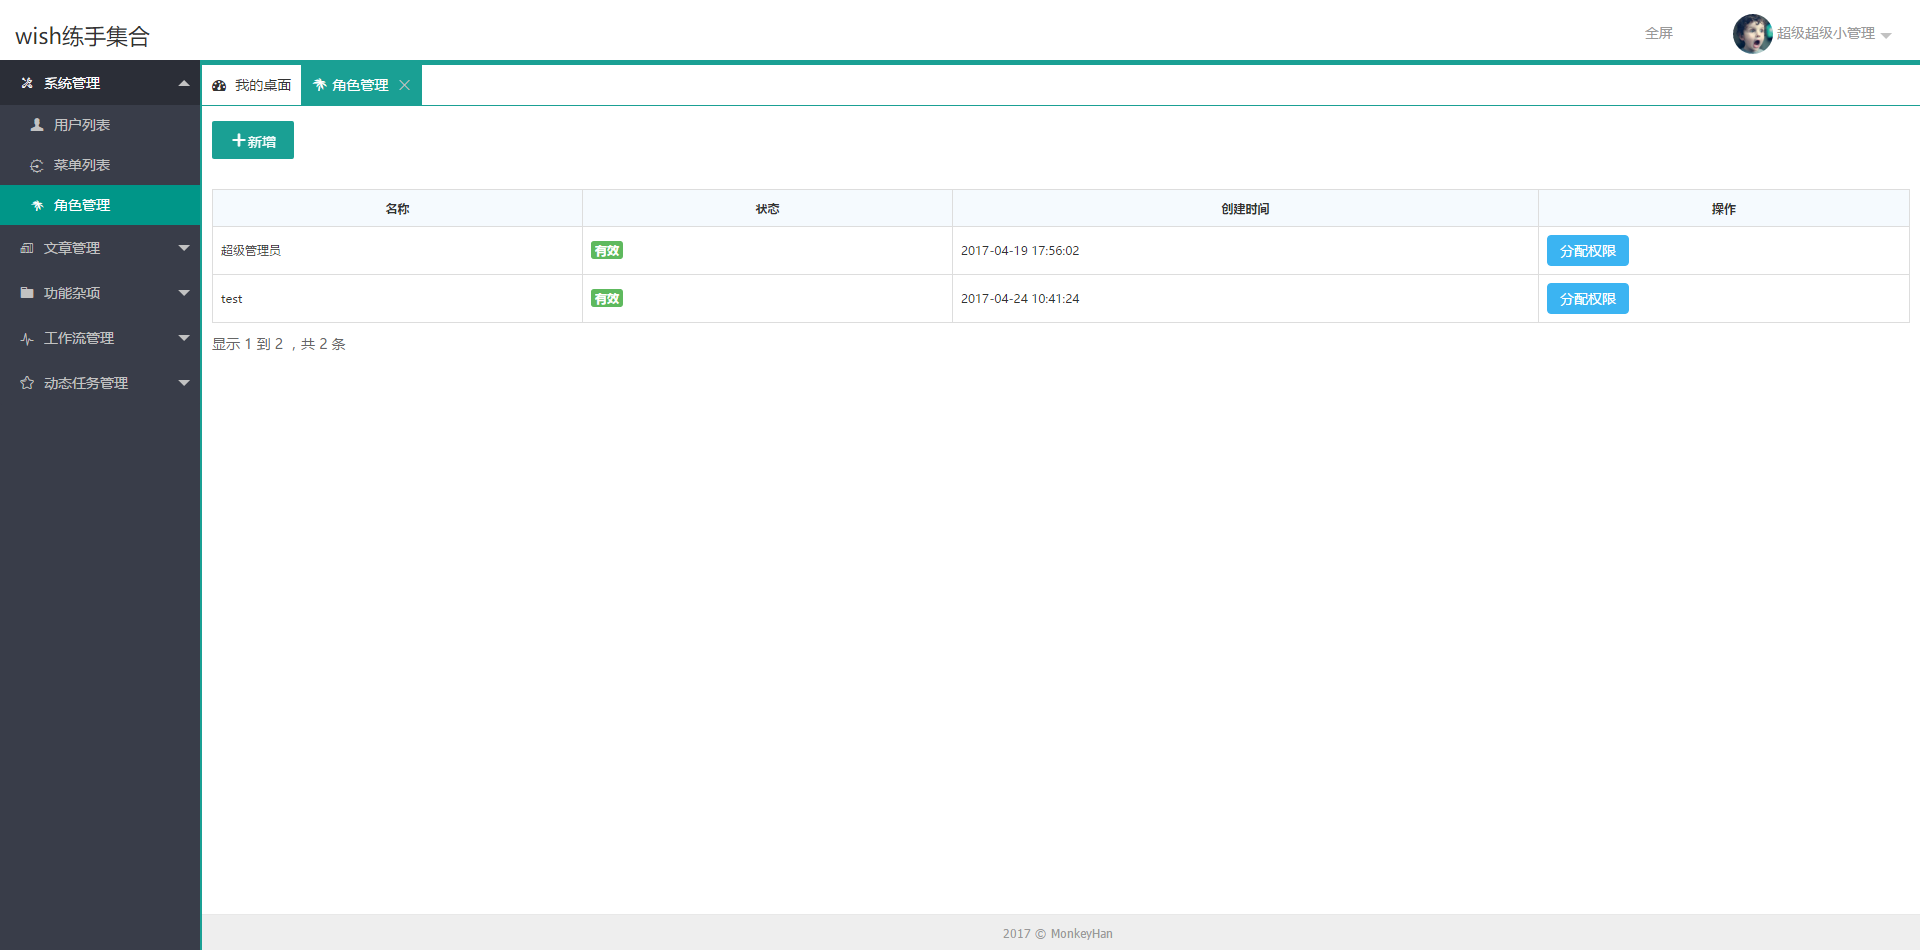 wish练手集合
全屏
超级超级小管理
系统管理
用户列表
菜单列表
角色管理
文章管理
功能杂项
工作流管理
动态任务管理
我的桌面 角色管理
新增
名称 状态 创建时间 操作
超级管理员 有效 2017-04-19 17:56:02 分配权限
test 有效 2017-04-24 10:41:24 分配权限
显示 1 到 2 ，共 2 条
2017 © MonkeyHan